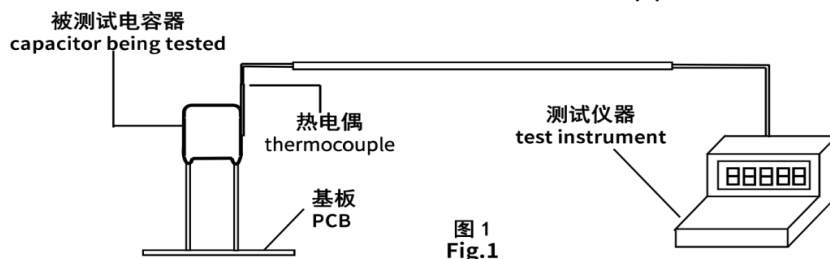 被测试电容器
capacitor being tested
热电偶
thermocouple
测试仪器
test instrument
基板
PCB
图 1
Fig.1